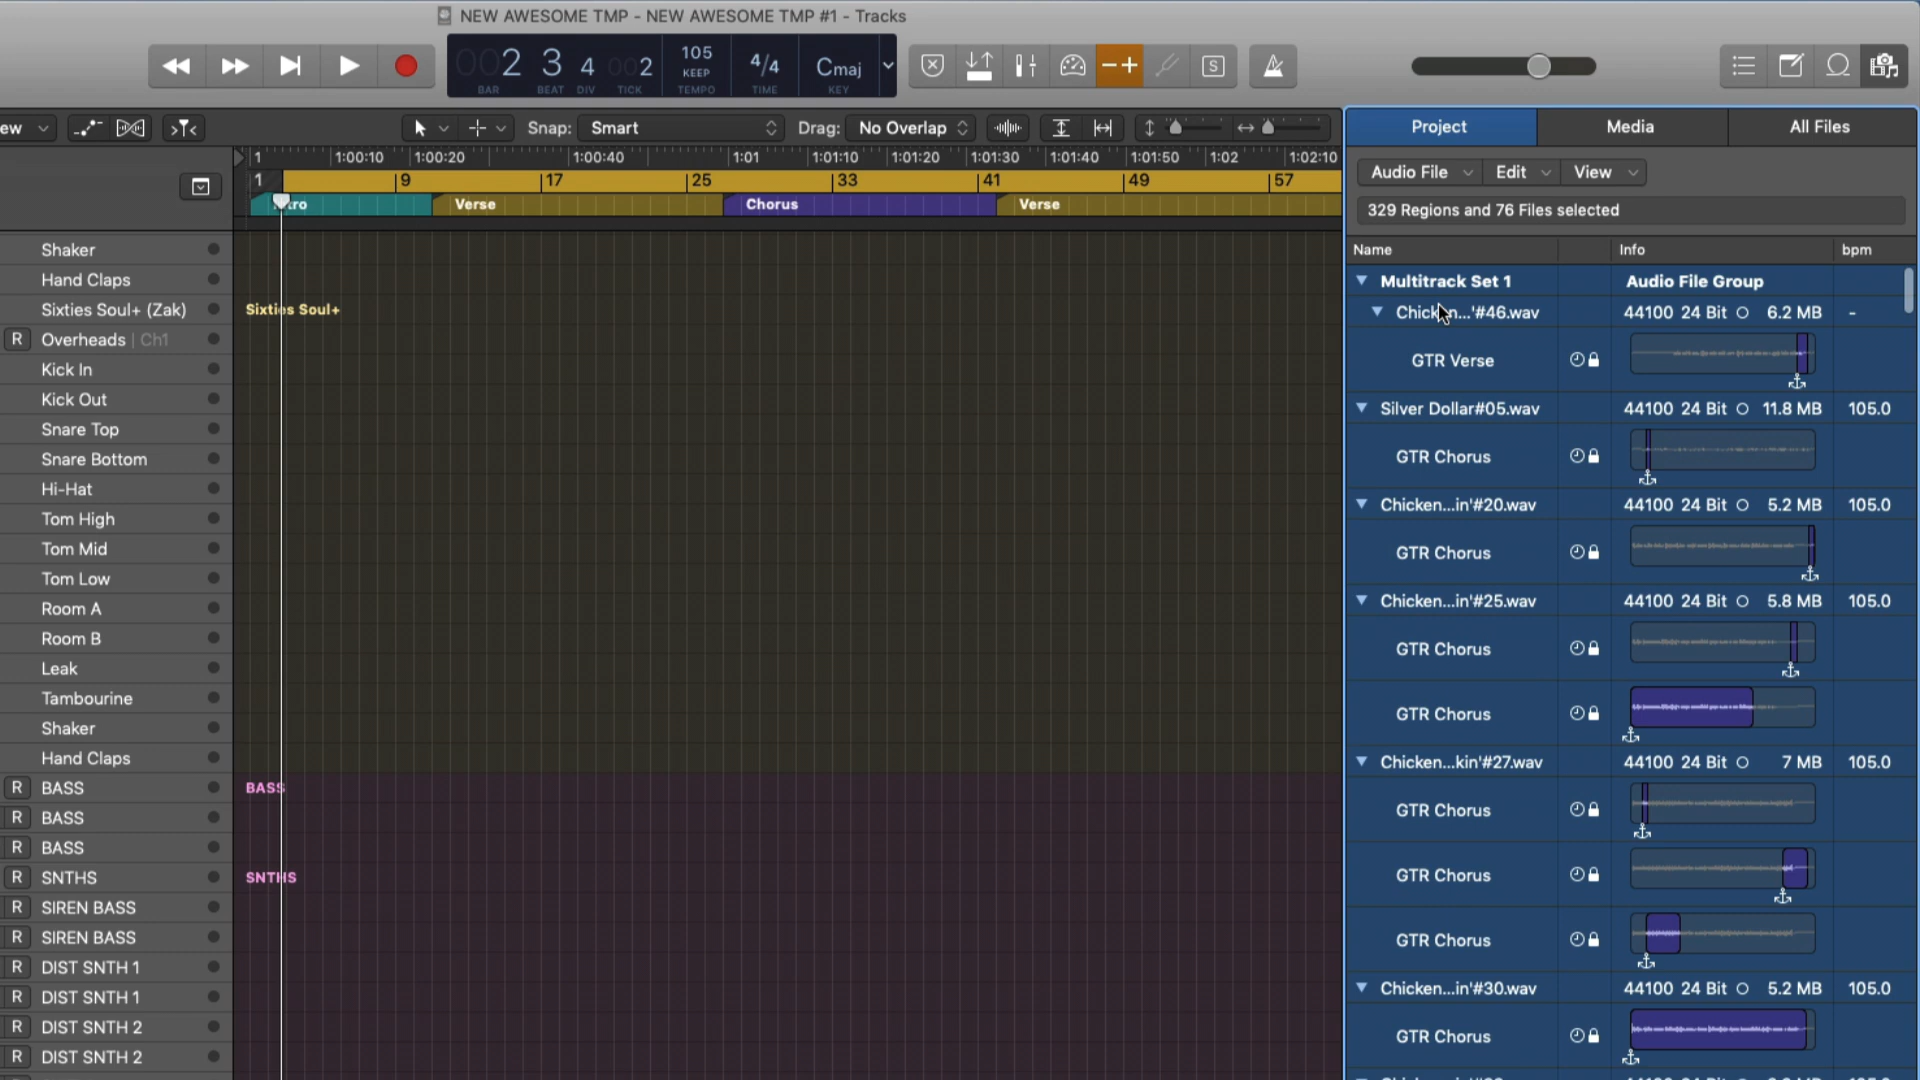 NEW AWESOME TMP - NEW AWESOME TMP #1 - Tracks
002 3 4 002
BAR BEAT DIV TICK
105
KEEP
TEMPO
4/4
TIME
Cmaj
KEY
S
ew
Snap: Smart
Drag: No Overlap
1 1:00:10 1:00:20 1:00:40 1:01 1:01:10 1:01:20 1:01:30 1:01:40 1:01:50 1:02 1:02:10
1 9 17 25 33 41 49 57
tro Verse Chorus Verse
Shaker
Hand Claps
Sixties Soul+ (Zak)
Sixties Soul+
R Overheads | Ch1
Kick In
Kick Out
Snare Top
Snare Bottom
Hi-Hat
Tom High
Tom Mid
Tom Low
Room A
Room B
Leak
Tambourine
Shaker
Hand Claps
R BASS
BASS
R BASS
R BASS
R SNTHS
SNTHS
R SIREN BASS
R SIREN BASS
R DIST SNTH 1
R DIST SNTH 1
R DIST SNTH 2
R DIST SNTH 2
Project Media All Files
Audio File Edit View
329 Regions and 76 Files selected
Name Info bpm
Multitrack Set 1 Audio File Group
Chicken...'#46.wav 44100 24 Bit 6.2 MB -
GTR Verse
Silver Dollar#05.wav 44100 24 Bit 11.8 MB 105.0
GTR Chorus
Chicken...in'#20.wav 44100 24 Bit 5.2 MB 105.0
GTR Chorus
Chicken...in'#25.wav 44100 24 Bit 5.8 MB 105.0
GTR Chorus
GTR Chorus
Chicken...kin'#27.wav 44100 24 Bit 7 MB 105.0
GTR Chorus
GTR Chorus
GTR Chorus
Chicken...in'#30.wav 44100 24 Bit 5.2 MB 105.0
GTR Chorus